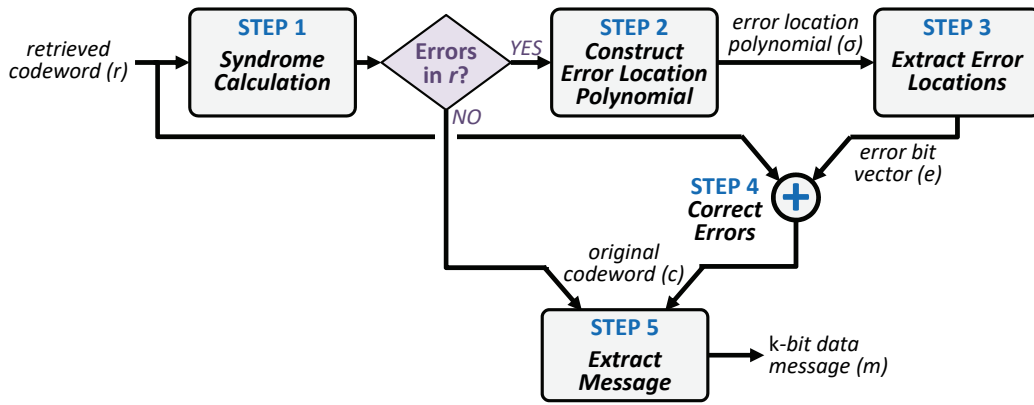 retrieved
codeword (r)
STEP 1
Syndrome
Calculation
Errors
in r?
YES
NO
STEP 2
Construct
Error Location
Polynomial
error location
polynomial (σ)
STEP 3
Extract Error
Locations
error bit
vector (e)
STEP 4
Correct
Errors
+
original
codeword (c)
STEP 5
Extract
Message
k-bit data
message (m)